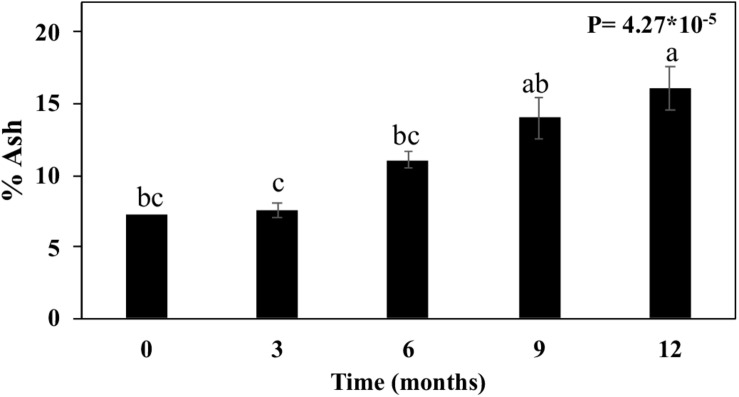 P= 4.27*10-5
20
15
10
5
0
% Ash
bc
c
bc
ab
a
0 3 6 9 12
Time (months)